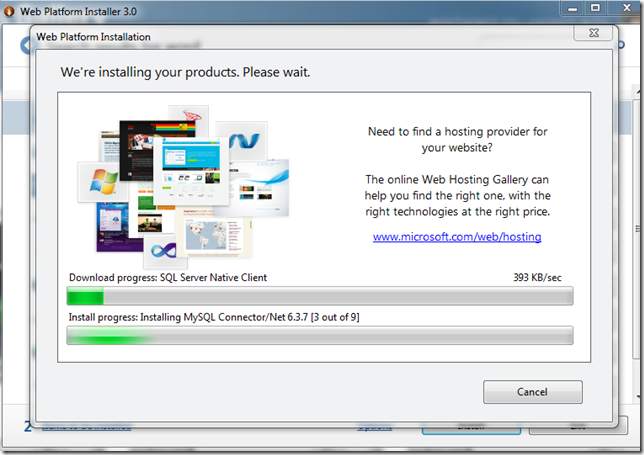 Web Platform Installer 3.0
Web Platform Installation
We're installing your products. Please wait.
Need to find a hosting provider for
your website?
The online Web Hosting Gallery can
help you find the right one, with the
right technologies at the right price.
www.microsoft.com/web/hosting
Download progress: SQL Server Native Client 393 KB/sec
Install progress: Installing MySQL Connector/Net 6.3.7 [3 out of 9]
Cancel
2